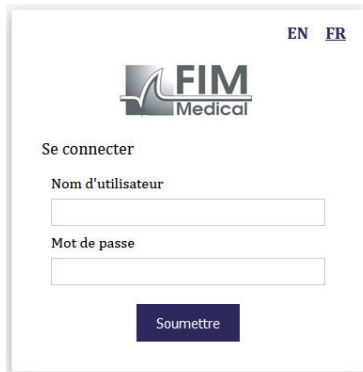 EN FR
FIM
Medical
Se connecter
Nom d'utilisateur
Mot de passe
Soumettre